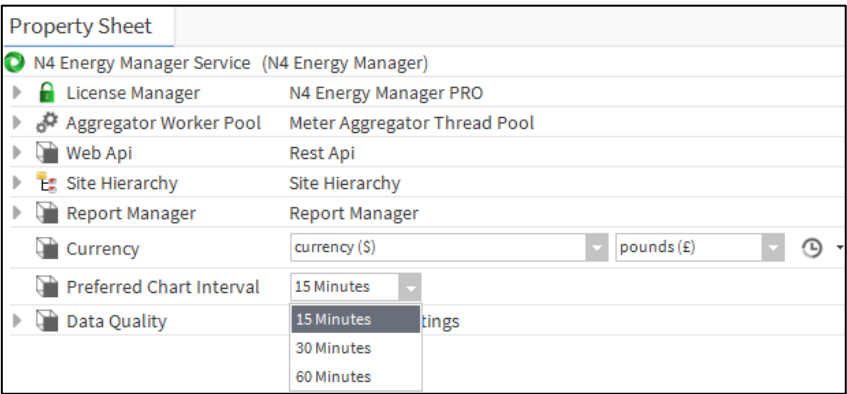 Property Sheet
N4 Energy Manager Service (N4 Energy Manager)
License Manager N4 Energy Manager PRO
Aggregator Worker Pool Meter Aggregator Thread Pool
Web Api Rest Api
Site Hierarchy Site Hierarchy
Report Manager Report Manager
Currency currency ($) pounds (£)
Preferred Chart Interval 15 Minutes
Data Quality 15 Minutes tings
30 Minutes
60 Minutes